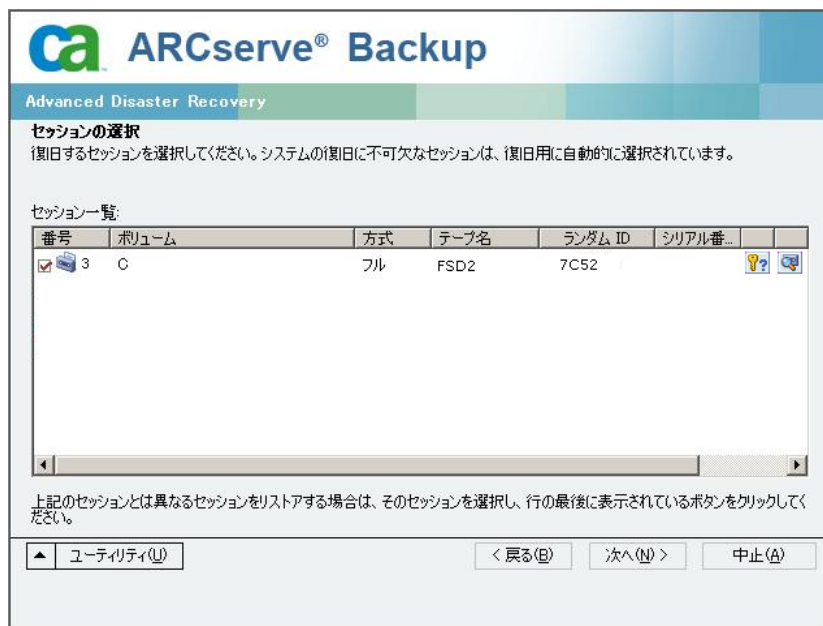 ca ARCserve® Backup
Advanced Disaster Recovery
セッションの選択
復旧するセッションを選択してください。システムの復旧に不可欠なセッションは、復旧用に自動的に選択されています。
セッション一覧:
番号 ボリューム 方式 テープ名 ランダム ID シリアル番...
3 C フル FSD2 7C52
上記のセッションとは異なるセッションをリストアする場合は、そのセッションを選択し、行の最後に表示されているボタンをクリックしてく
ださい。
ユーティリティ(U) < 戻る(B) 次へ(N) > 中止(A)